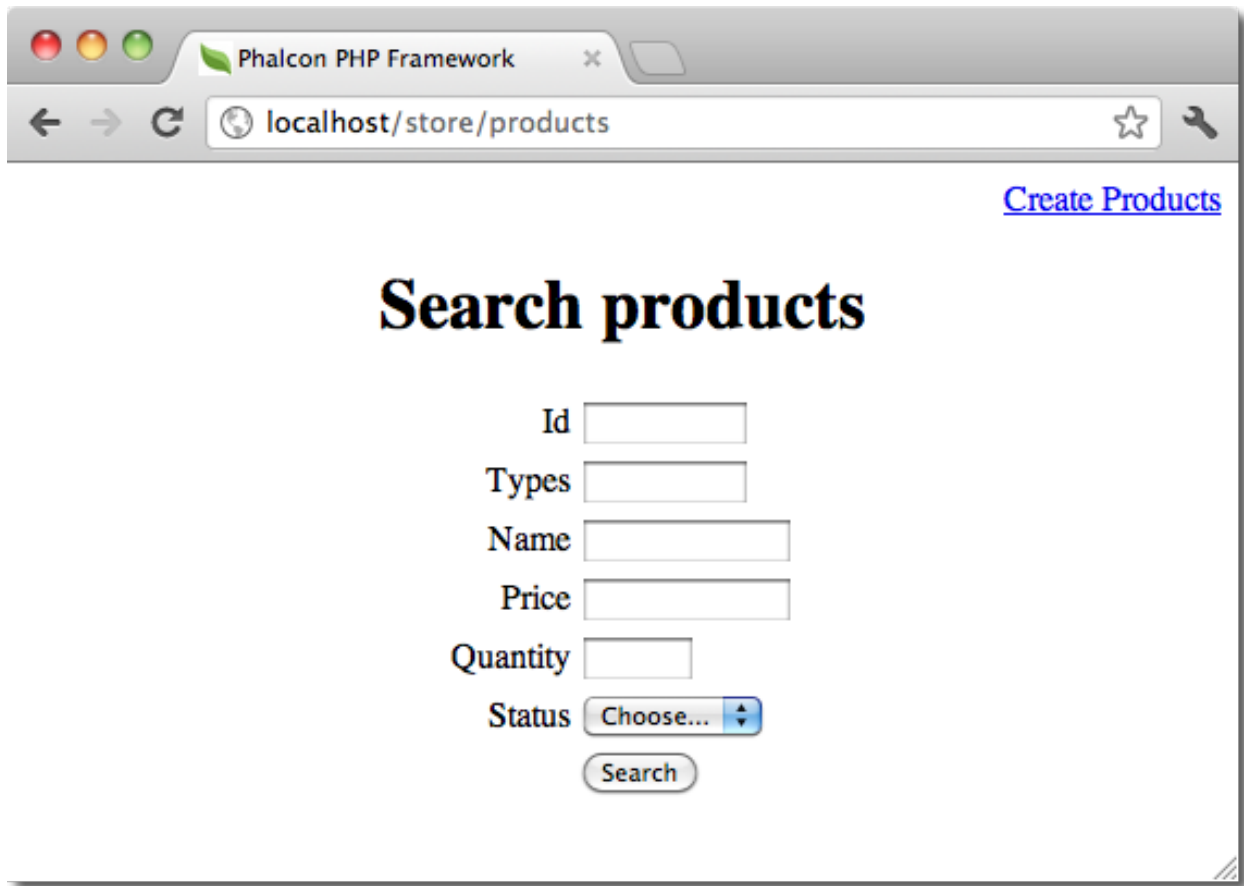 Phalcon PHP Framework
localhost/store/products
Create Products
Search products
Id
Types
Name
Price
Quantity
Status Choose...
Search